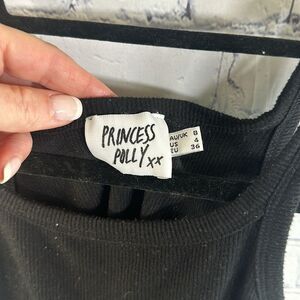 PRINCESS
POLLY xx
AU/UK 8
US 4
EU 36